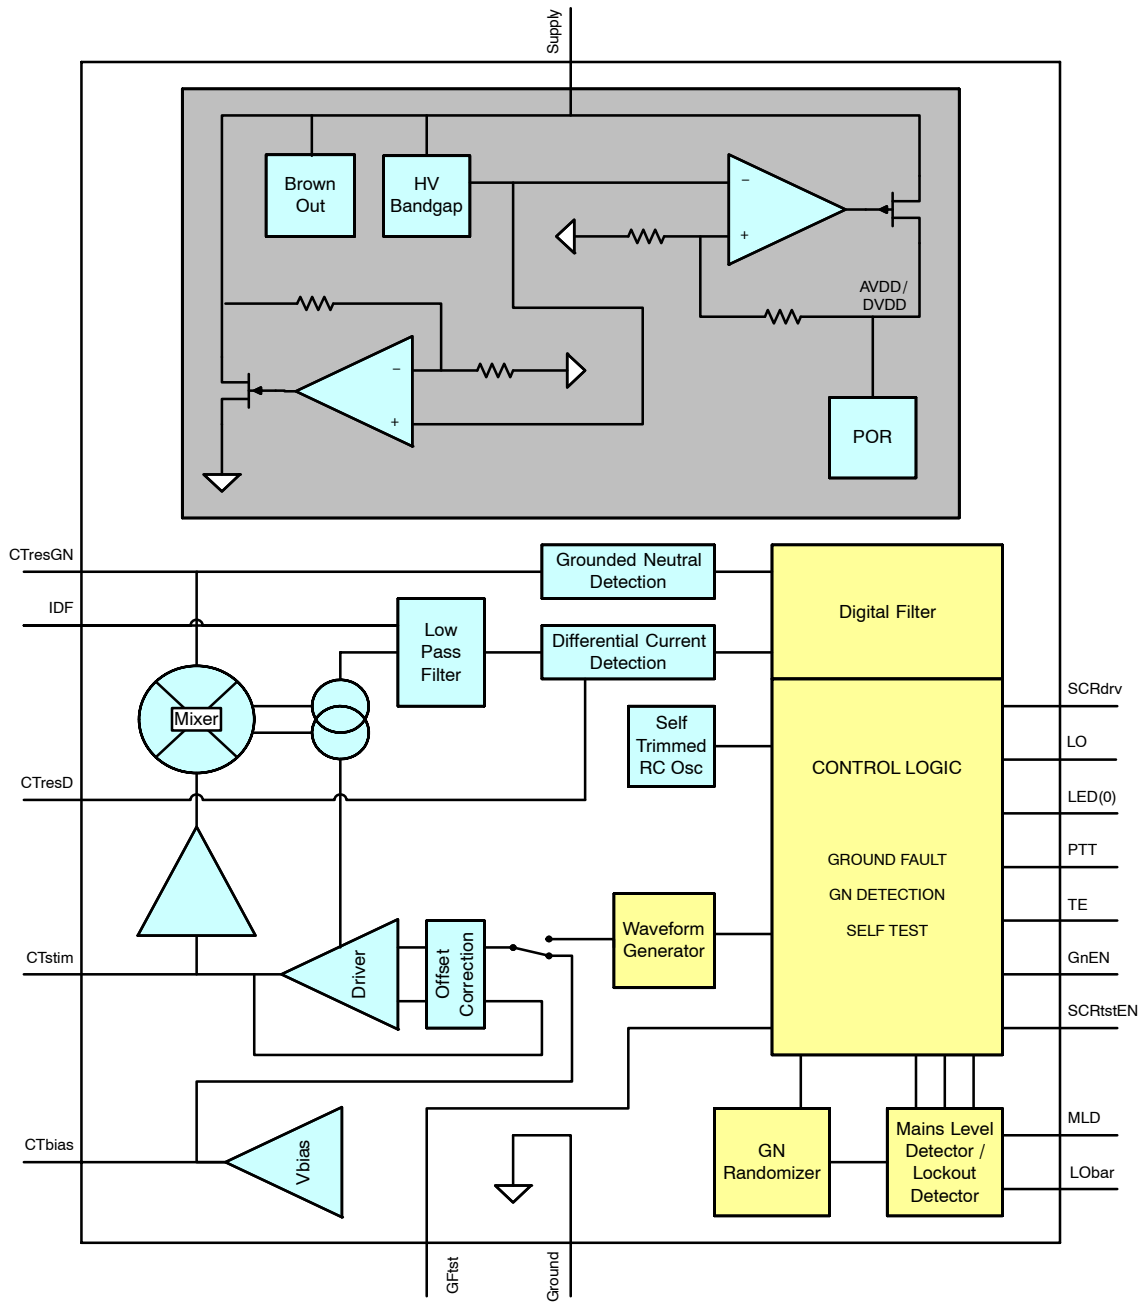 Supply
Brown
Out
HV
Bandgap
−
+
AVDD/
DVDD
−
+
POR
CTresGN
IDF
CTresD
CTstim
CTbias
Grounded Neutral
Detection
Low
Pass
Filter
Differential Current
Detection
Mixer
Self
Trimmed
RC Osc
Digital Filter
CONTROL LOGIC
GROUND FAULT
GN DETECTION
SELF TEST
Waveform
Generator
Driver
Offset
Correction
Vbias
GN
Randomizer
Mains Level
Detector /
Lockout
Detector
SCRdrv
LO
LED(0)
PTT
TE
GnEN
SCRtstEN
MLD
LObar
GFtst
Ground